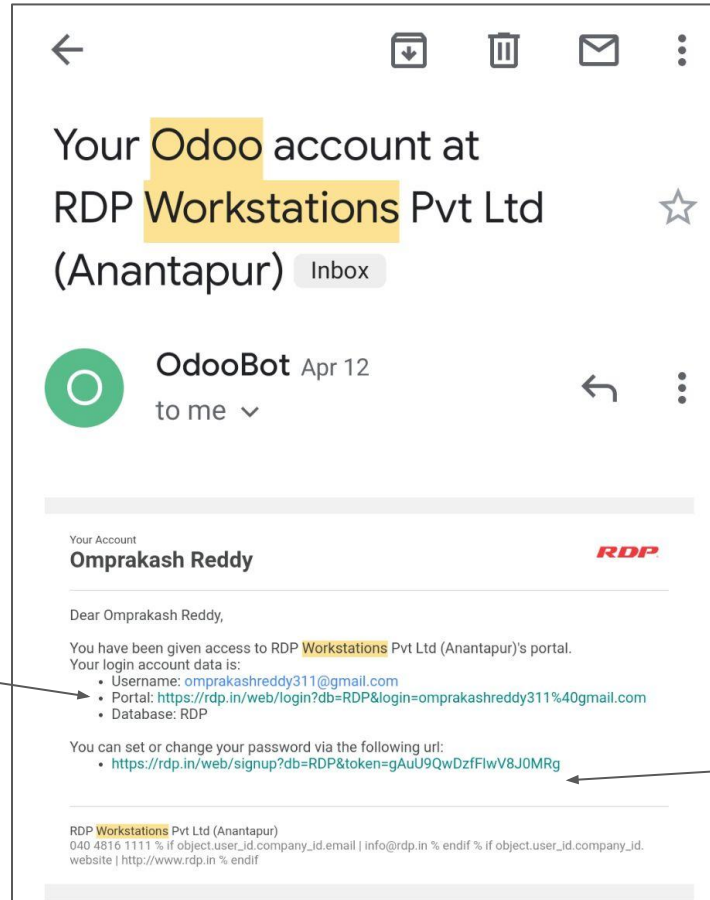 Your Odoo account at
RDP Workstations Pvt Ltd
(Anantapur) Inbox
O
OdooBot Apr 12
to me
Your Account
Omprakash Reddy
RDP
Dear Omprakash Reddy,
You have been given access to RDP Workstations Pvt Ltd (Anantapur)'s portal.
Your login account data is:
• Username: omprakashreddy311@gmail.com
• Portal: https://rdp.in/web/login?db=RDP&login=omprakashreddy311%40gmail.com
• Database: RDP
You can set or change your password via the following url:
• https://rdp.in/web/signup?db=RDP&token=gAuU9QwDzfFlwV8J0MRg
RDP Workstations Pvt Ltd (Anantapur)
040 4816 1111 % if object.user_id.company_id.email | info@rdp.in % endif % if object.user_id.company_id.
website | http://www.rdp.in % endif